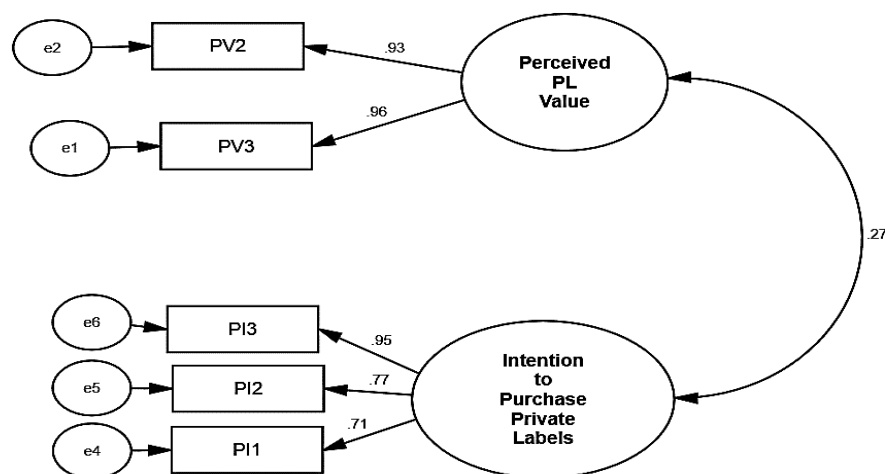 e2
PV2
.93
Perceived
PL
Value
e1
PV3
.96
.27
e6
PI3
.95
Intention
to
Purchase
Private
Labels
e5
PI2
.77
e4
PI1
.71